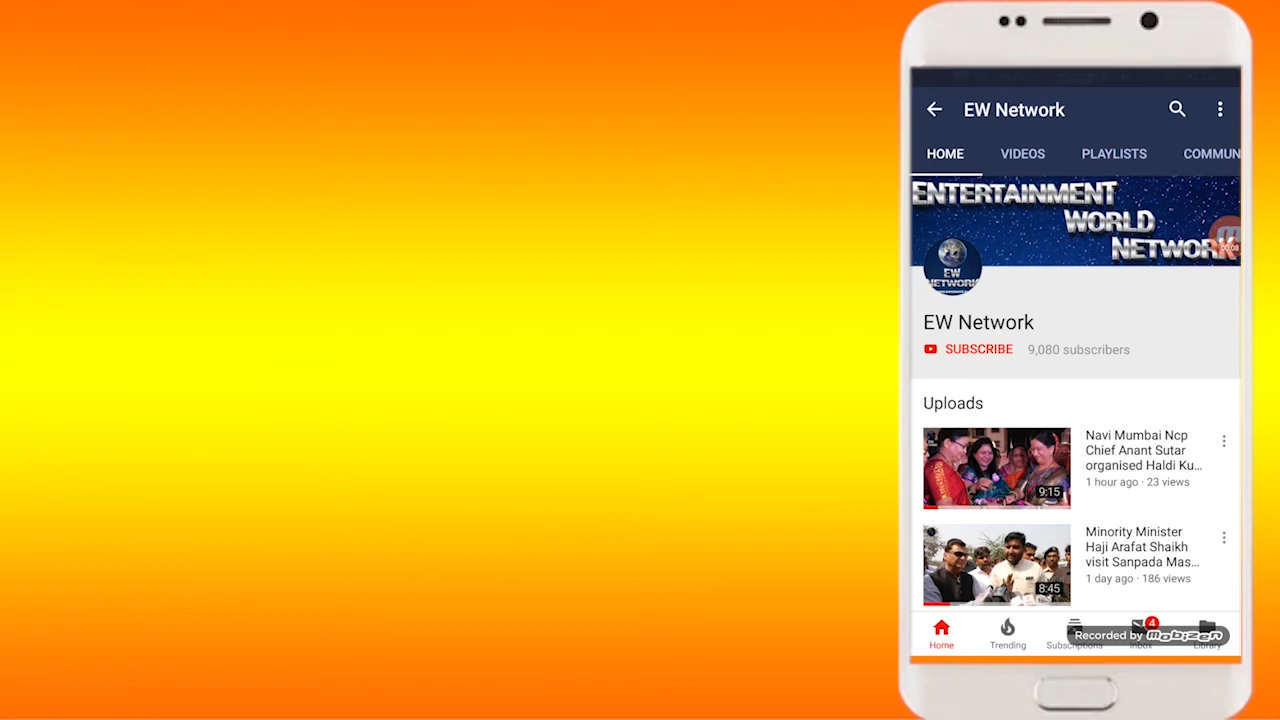 EW Network
HOME VIDEOS PLAYLISTS COMMUN
ENTERTAINMENT
WORLD
NETWORK
00:08
EW
NETWORK
EW Network
SUBSCRIBE 9,080 subscribers
Uploads
Navi Mumbai Ncp
Chief Anant Sutar
organised Haldi Ku...
1 hour ago · 23 views
9:15
Minority Minister
Haji Arafat Shaikh
visit Sanpada Mas...
1 day ago · 186 views
8:45
4
Recorded by mobizen
Home Trending Subscriptions Inbox Library